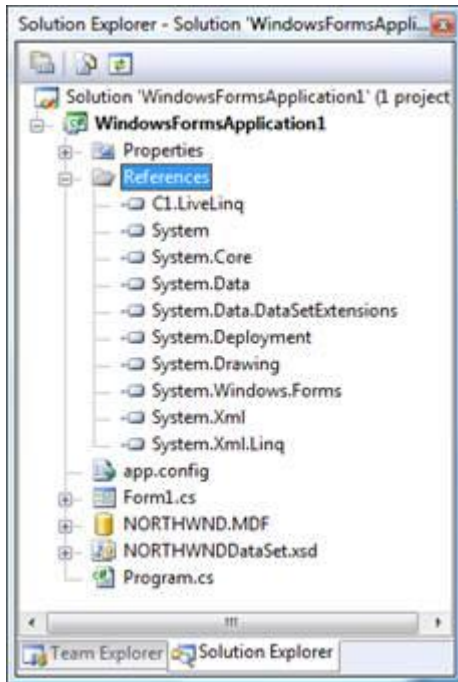 Solution Explorer - Solution 'WindowsFormsAppli...
Solution 'WindowsFormsApplication1' (1 project
WindowsFormsApplication1
Properties
References
C1.LiveLinq
System
System.Core
System.Data
System.Data.DataSetExtensions
System.Deployment
System.Drawing
System.Windows.Forms
System.Xml
System.Xml.Linq
app.config
Form1.cs
NORTHWND.MDF
NORTHWNDDataSet.xsd
Program.cs
Team Explorer Solution Explorer